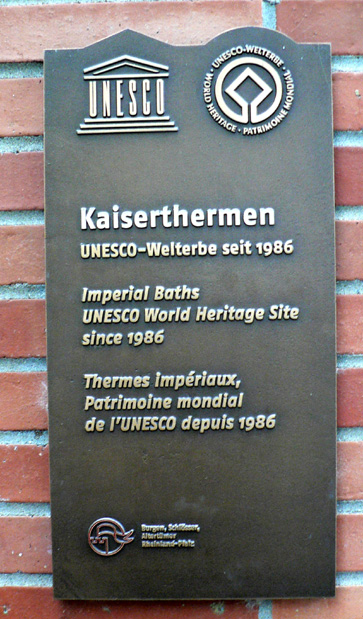 UNESCO
UNESCO-WELTERBE · WORLD HERITAGE · PATRIMOINE MONDIAL
Kaiserthermen
UNESCO-Welterbe seit 1986
Imperial Baths
UNESCO World Heritage Site
since 1986
Thermes impériaux,
Patrimoine mondial
de l'UNESCO depuis 1986
Burgen, Schlösser,
Altertümer
Rheinland-Pfalz